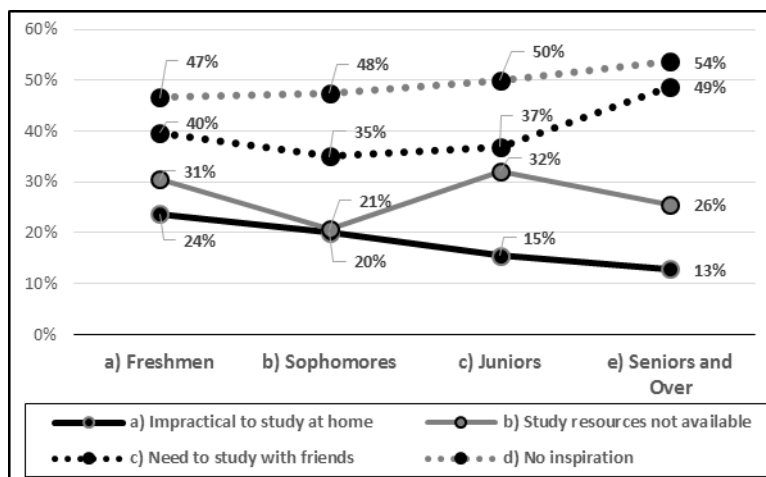 60%
47%
48%
50%
54%
50%
49%
40%
40%
35%
37%
31%
32%
30%
21%
26%
20%
24%
20%
15%
13%
10%
0%
a) Freshmen
b) Sophomores
c) Juniors
e) Seniors and
Over
a) Impractical to study at home
b) Study resources not available
c) Need to study with friends
d) No inspiration